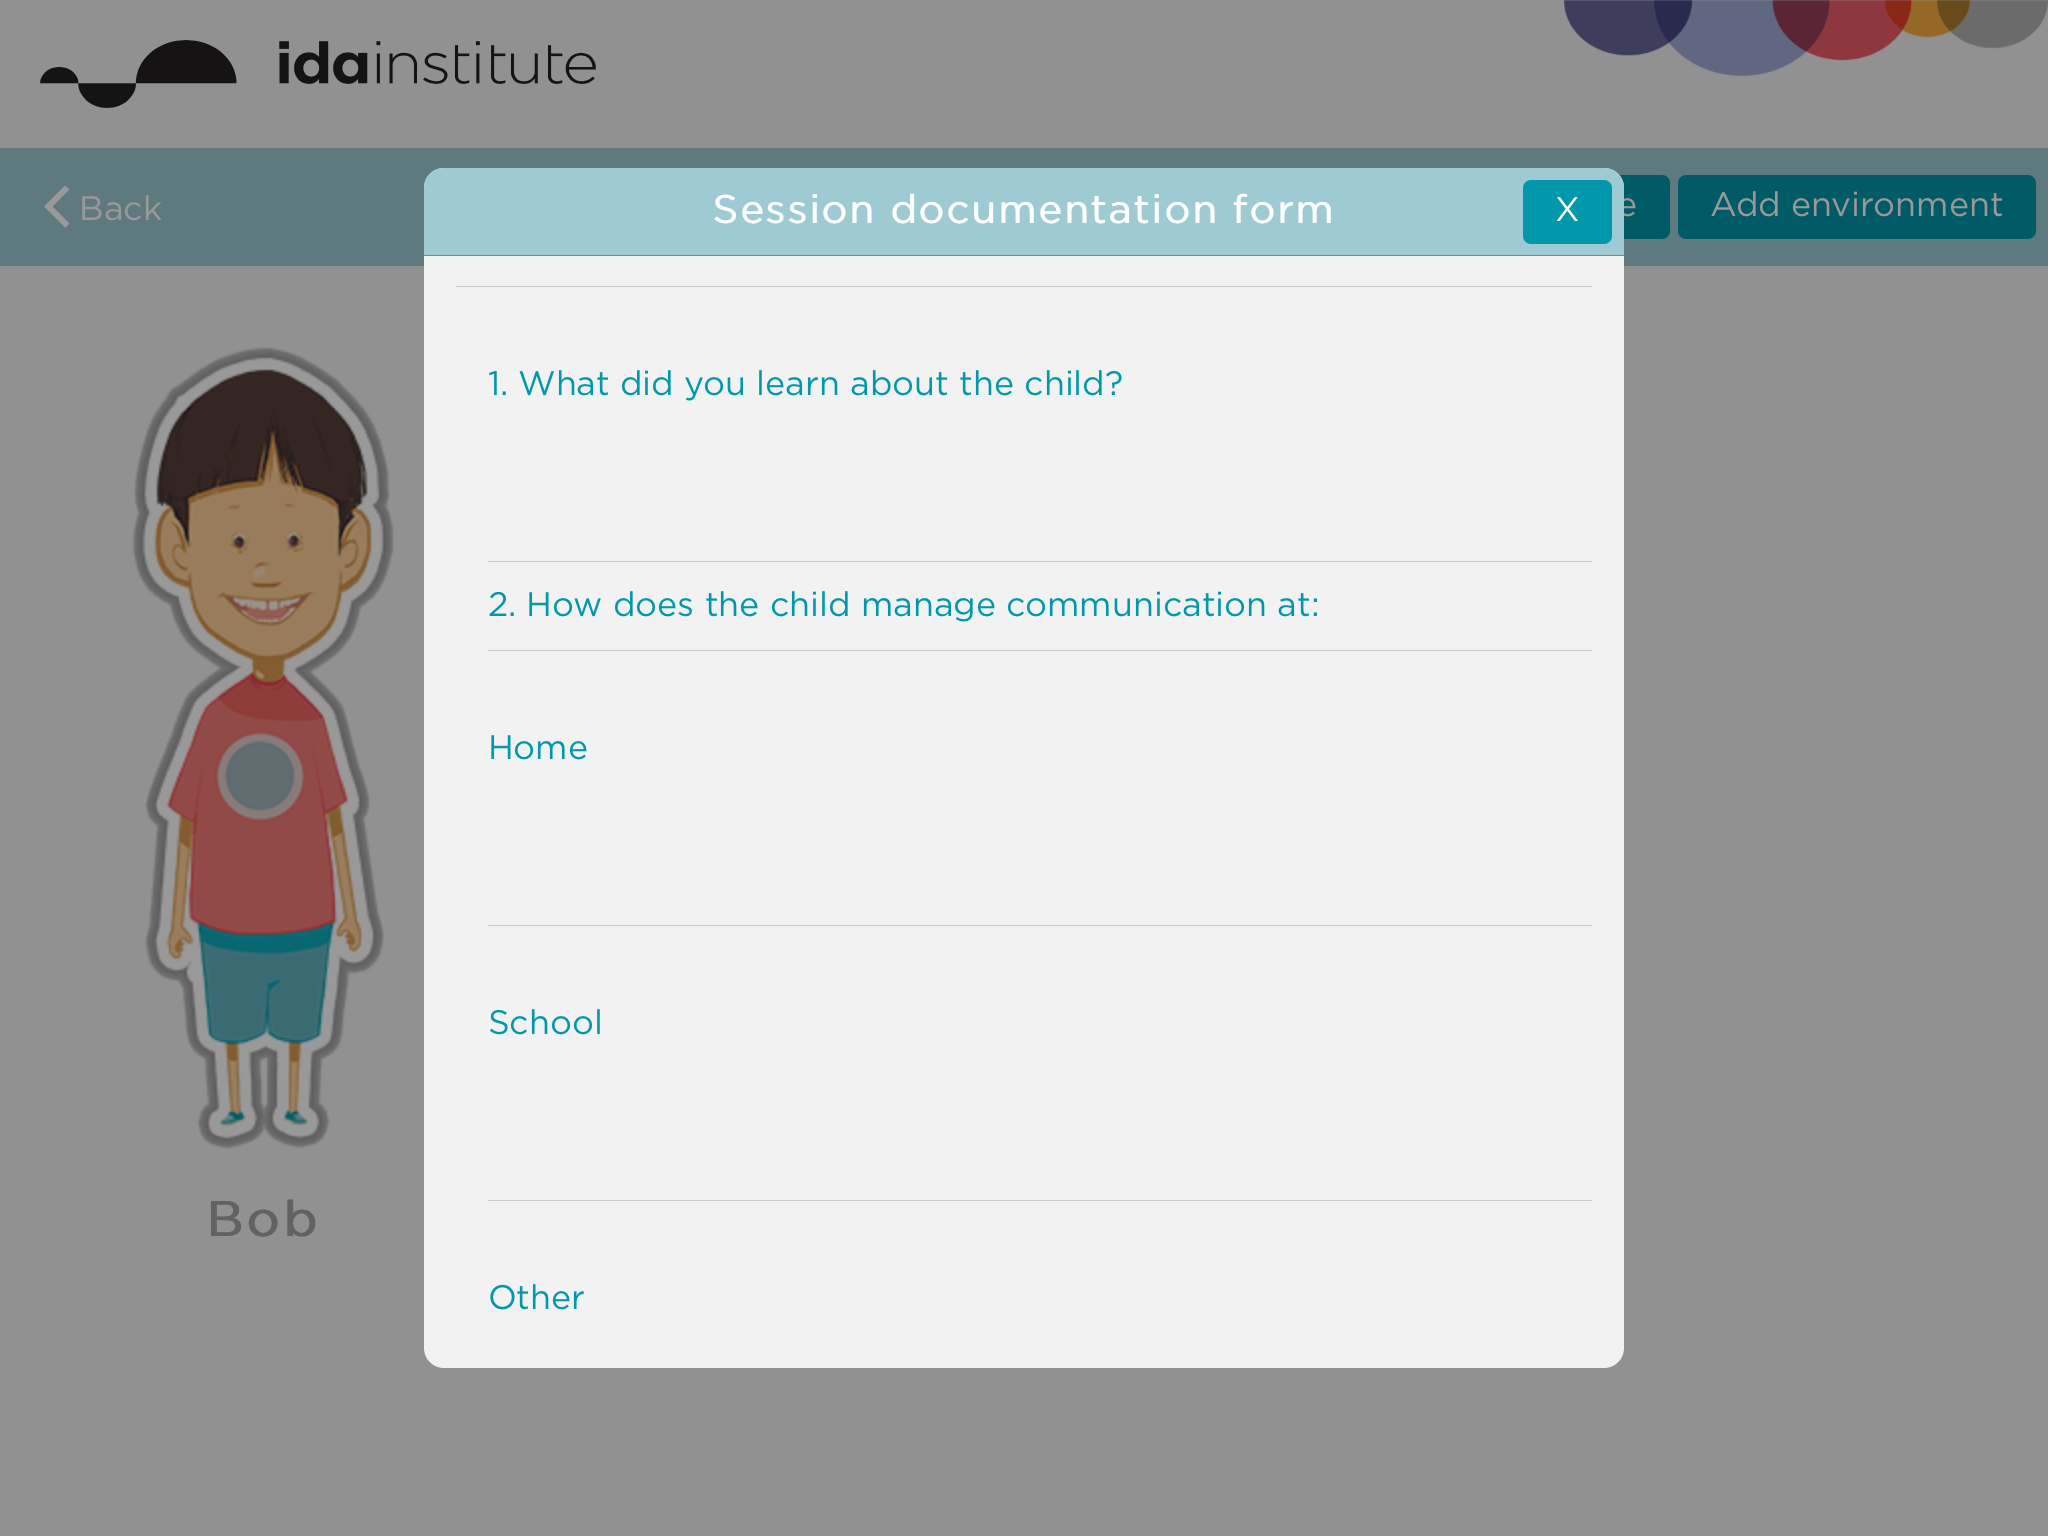 idainstitute
Back
Session documentation form
X
Add environment
1. What did you learn about the child?
2. How does the child manage communication at:
Home
School
Other
Bob